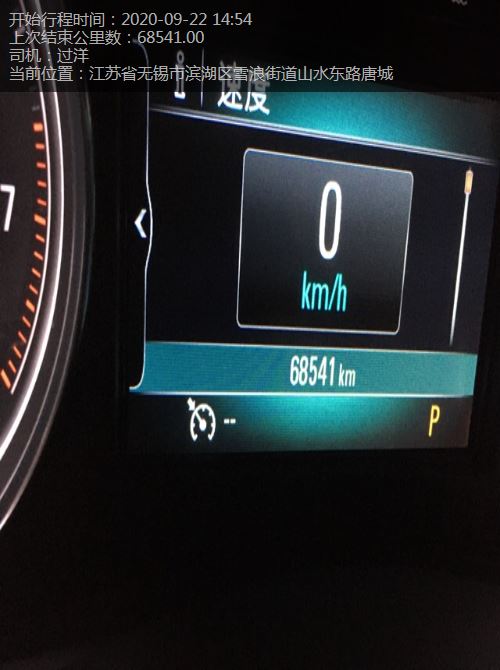 开始行程时间：2020-09-22 14:54
上次结束公里数：68541.00
司机：过洋
当前位置：江苏省无锡市滨湖区雪浪街道山水东路唐城
速度
7
0
km/h
68541 km
-- P